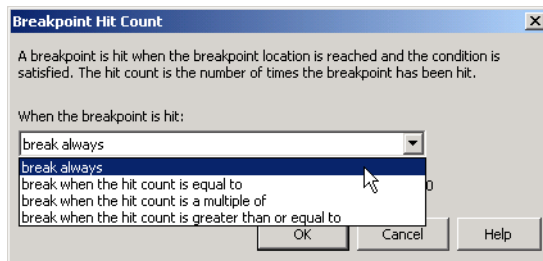 Breakpoint Hit Count
A breakpoint is hit when the breakpoint location is reached and the condition is
satisfied. The hit count is the number of times the breakpoint has been hit.
When the breakpoint is hit:
break always
break always
break when the hit count is equal to
0
break when the hit count is a multiple of
break when the hit count is greater than or equal to
OK
Cancel
Help